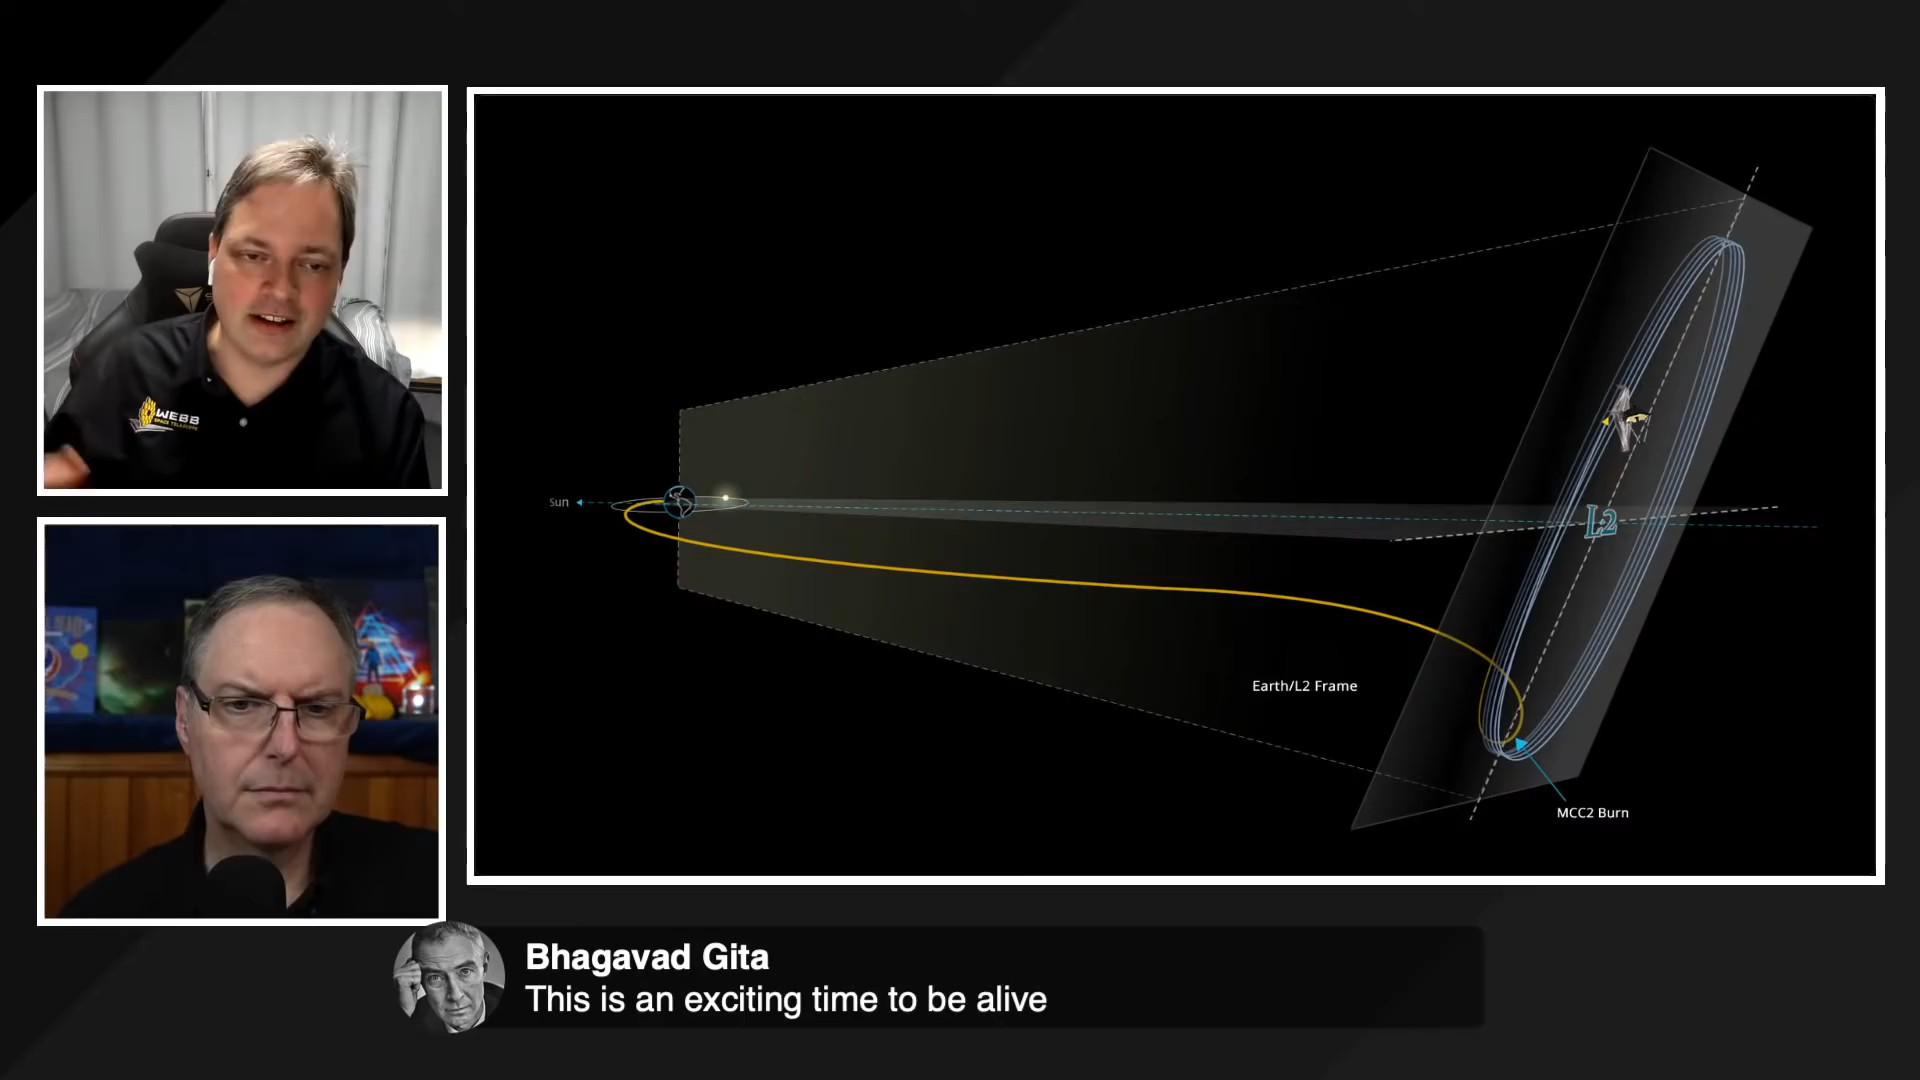 WEBB
SPACE TELESCOPE
Sun
L2
Earth/L2 Frame
MCC2 Burn
Bhagavad Gita
This is an exciting time to be alive